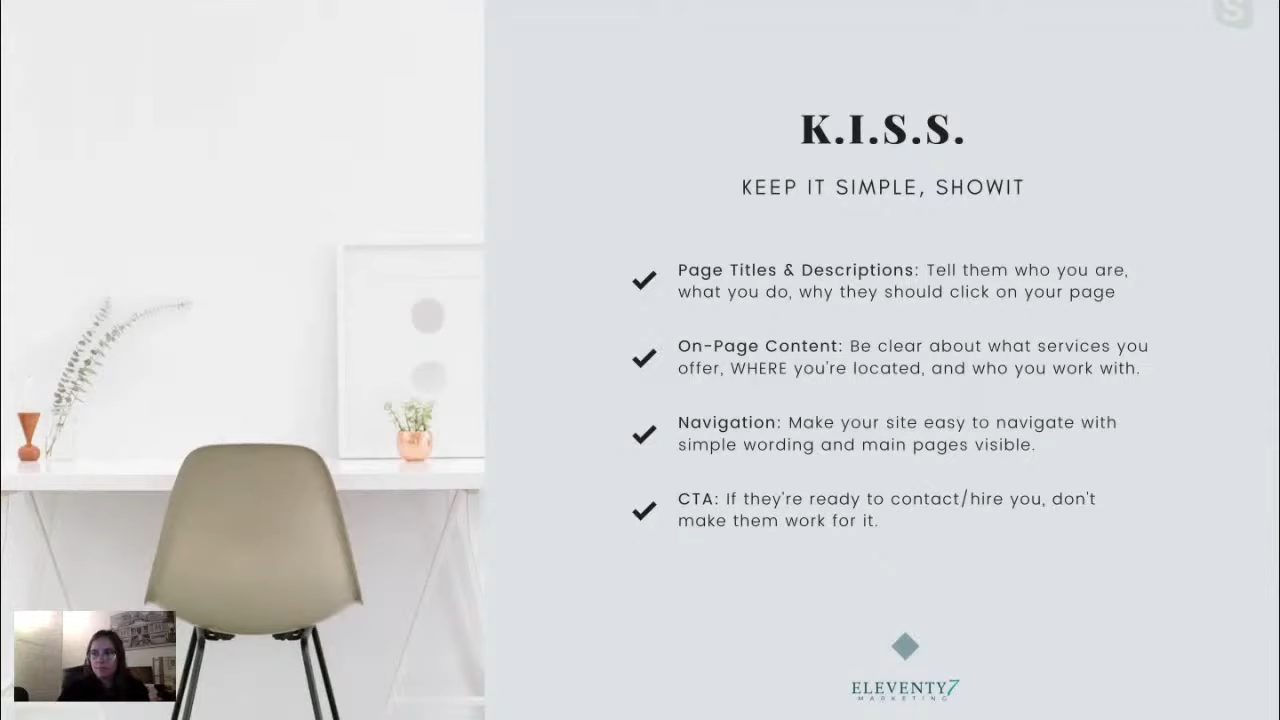 S
K.I.S.S.
KEEP IT SIMPLE, SHOWIT
Page Titles & Descriptions: Tell them who you are,
what you do, why they should click on your page
On-Page Content: Be clear about what services you
offer, WHERE you're located, and who you work with.
Navigation: Make your site easy to navigate with
simple wording and main pages visible.
CTA: If they're ready to contact/hire you, don't
make them work for it.
ELEVENTY7
MARKETING